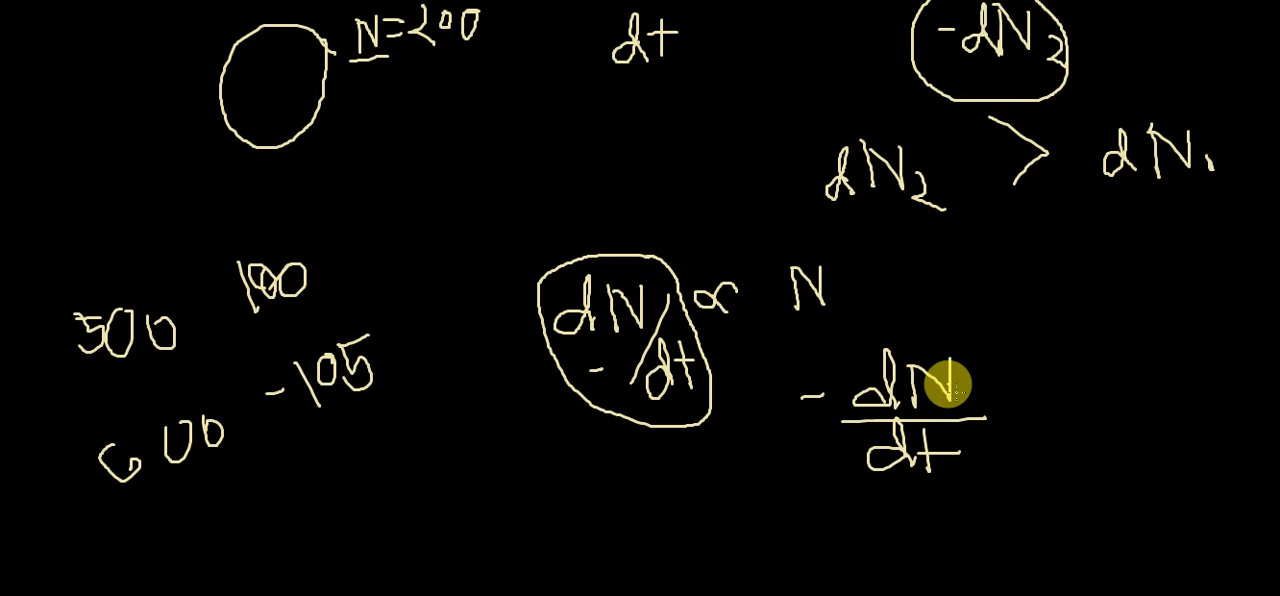 N=200 dt -dN₂
dN₂ > dN₁
500 100 dN/dt ∝ N
- 105 -
600 - dN/dt